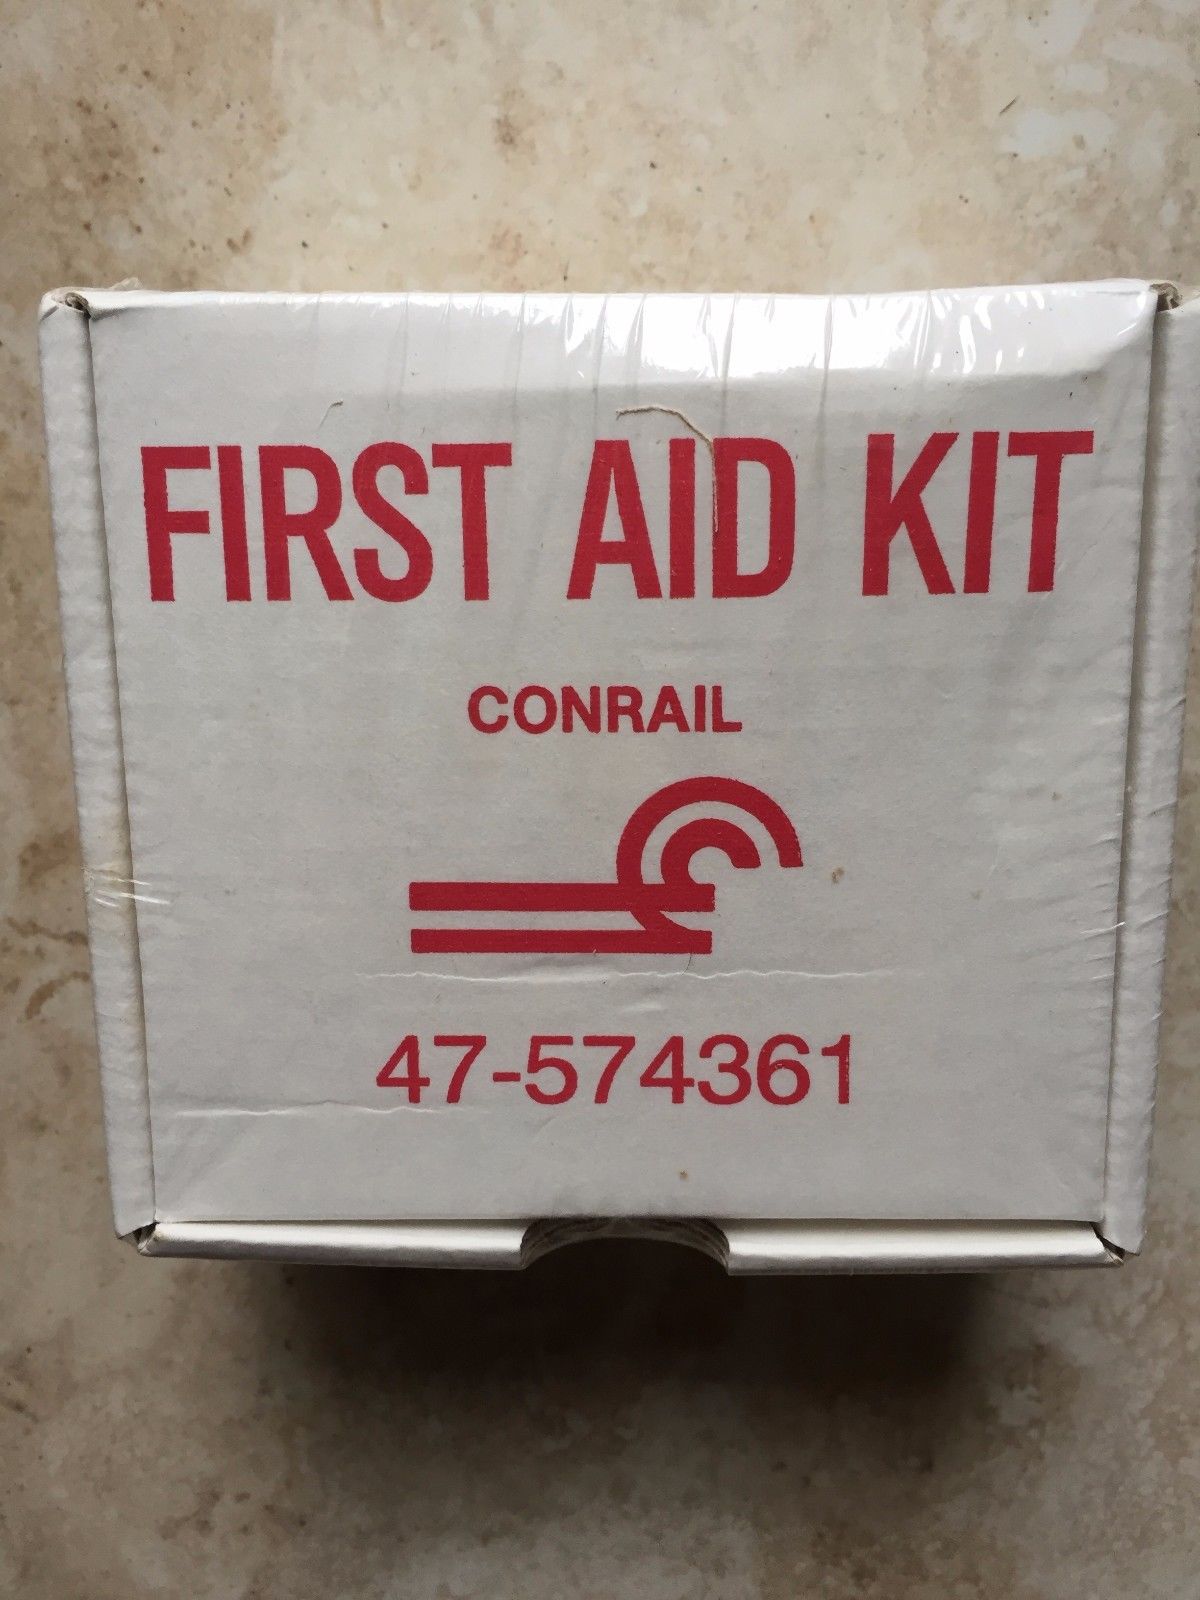 FIRST AID KIT
CONRAIL
47-574361